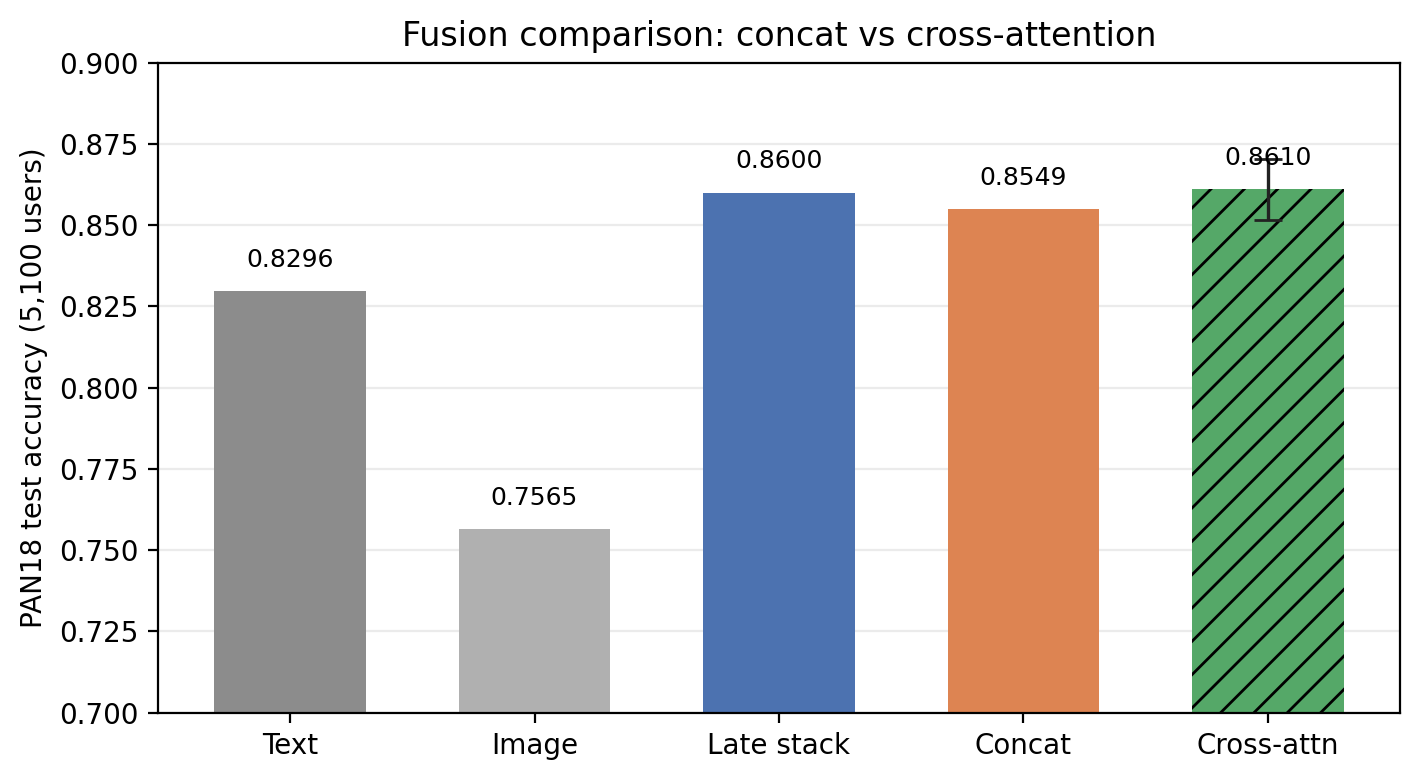 Fusion comparison: concat vs cross-attention
PAN18 test accuracy (5,100 users)
0.900
0.875
0.850
0.825
0.800
0.775
0.750
0.725
0.700
0.8296
0.7565
0.8600
0.8549
0.8610
Text
Image
Late stack
Concat
Cross-attn